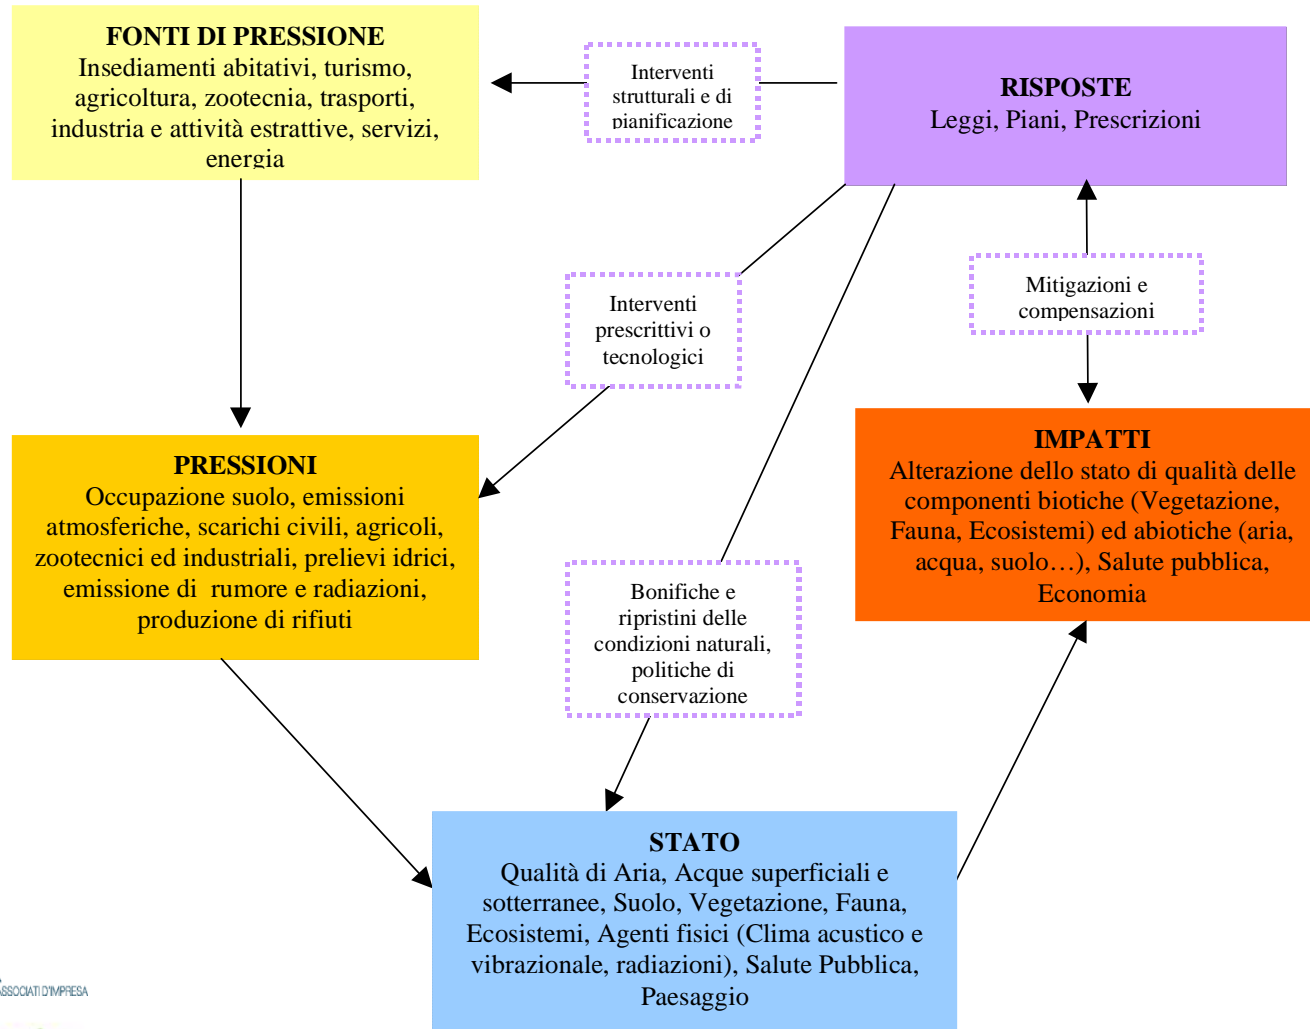 FONTI DI PRESSIONE
Insediamenti abitativi, turismo,
agricoltura, zootecnia, trasporti,
industria e attività estrattive, servizi,
energia
Interventi
strutturali e di
pianificazione
RISPOSTE
Leggi, Piani, Prescrizioni
Interventi
prescrittivi o
tecnologici
Mitigazioni e
compensazioni
PRESSIONI
Occupazione suolo, emissioni
atmosferiche, scarichi civili, agricoli,
zootecnici ed industriali, prelievi idrici,
emissione di rumore e radiazioni,
produzione di rifiuti
IMPATTI
Alterazione dello stato di qualità delle
componenti biotiche (Vegetazione,
Fauna, Ecosistemi) ed abiotiche (aria,
acqua, suolo…), Salute pubblica,
Economia
Bonifiche e
ripristini delle
condizioni naturali,
politiche di
conservazione
STATO
Qualità di Aria, Acque superficiali e
sotterranee, Suolo, Vegetazione, Fauna,
Ecosistemi, Agenti fisici (Clima acustico e
vibrazionale, radiazioni), Salute Pubblica,
Paesaggio
SSOCIATI D'IMPRESA